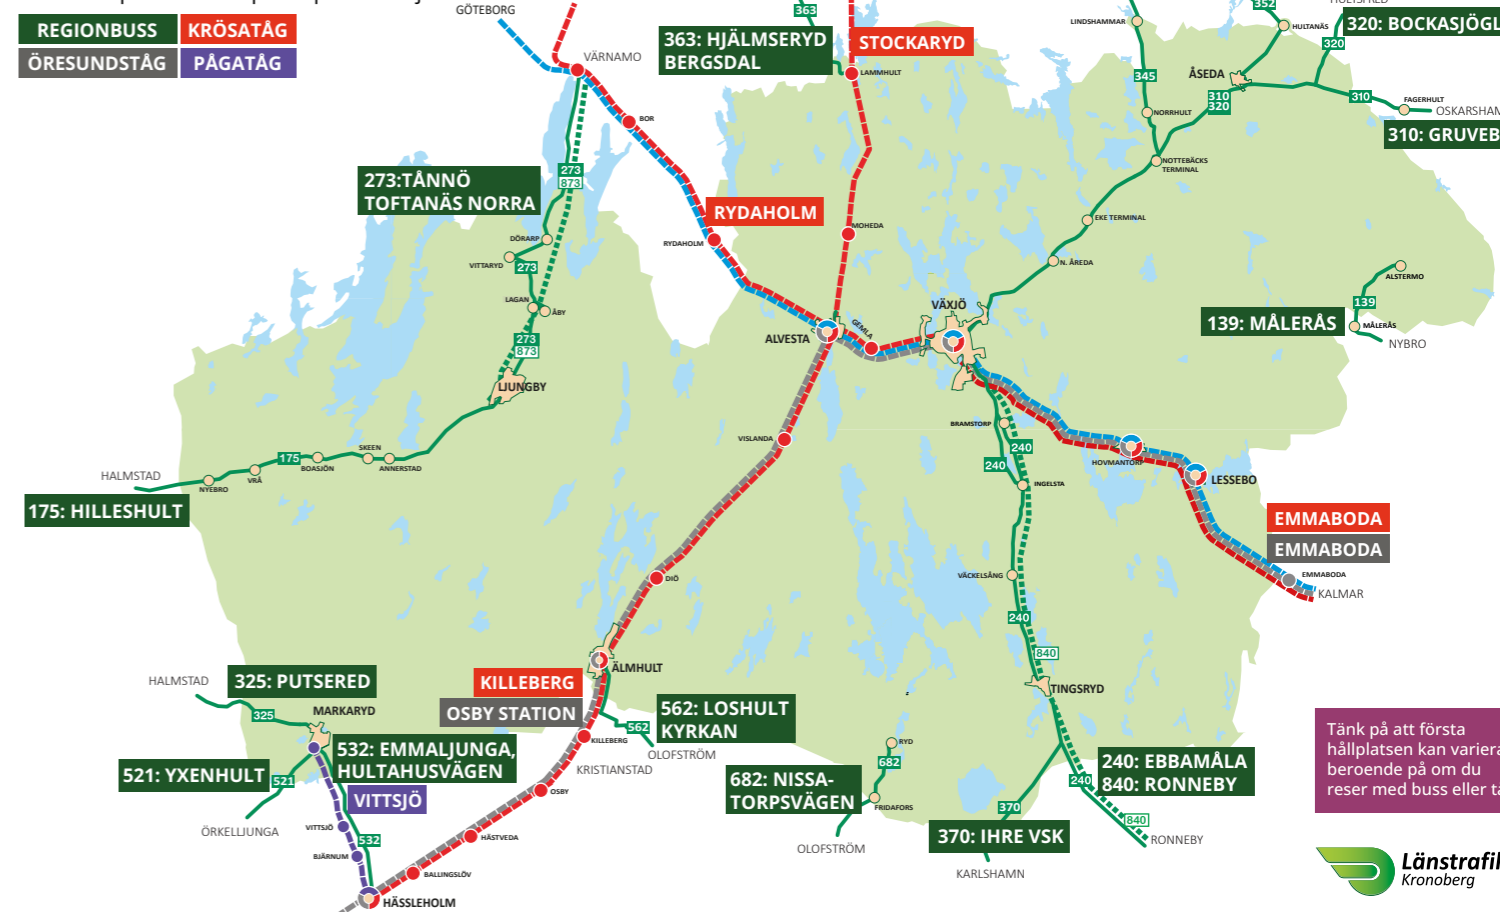 GÖTEBORG
REGIONBUSS
KRÖSATÅG
ÖRESUNDSTÅG
PÅGATÅG
VÄRNAMO
BOR
363
363: HJÄLMSERYD
BERGSDAL
STOCKARYD
LAMMHULT
LINDSHAMMAR
352
HULTANÄS
320: BOCKASJÖGL
320
345
ÅSEDA
310
320
310
FAGERHULT
OSKARSHAM
310: GRUVEB
NORRHULT
NOTTEBÄCKS
TERMINAL
273:TÅNNÖ
TOFTANÄS NORRA
273
873
RYDAHOLM
RYDAHOLM
MOHEDA
EKE TERMINAL
DÖRARP
VITTARYD
273
N. ÅREDA
ALSTERMO
139
LAGAN
ÅBY
VÄXJÖ
139: MÅLERÅS
MÅLERÅS
NYBRO
ALVESTA
GEMLA
273
873
LJUNGBY
BRAMSTORP
240
240
VISLANDA
HOVMANTORP
LESSEBO
SKEEN
175
BOASJÖN
ANNERSTAD
HALMSTAD
VRÅ
NYEBRO
175: HILLESHULT
INGELSTA
EMMABODA
EMMABODA
EMMABODA
KALMAR
DIÖ
VÄCKELSÅNG
240
840
ÄLMHULT
TINGSRYD
HALMSTAD
325: PUTSERED
325
MARKARYD
KILLEBERG
OSBY STATION
562: LOSHULT
KYRKAN
562
KILLEBERG
OLOFSTRÖM
KRISTIANSTAD
532: EMMALJUNGA,
HULTAHUSVÄGEN
521: YXENHULT
521
VITTSJÖ
OSBY
RYD
682
682: NISSA-
TORPSVÄGEN
FRIDAFORS
240: EBBAMÅLA
840: RONNEBY
240
370
840
Tänk på att första
hållplatsen kan variera
beroende på om du
reser med buss eller
ÖRKELLJUNGA
VITTSJÖ
532
HÄSTVEDA
370: IHRE VSK
RONNEBY
OLOFSTRÖM
BJÄRNUM
BALLINGSLÖV
KARLSHAMN
HÄSSLEHOLM
Länstrafik
Kronoberg